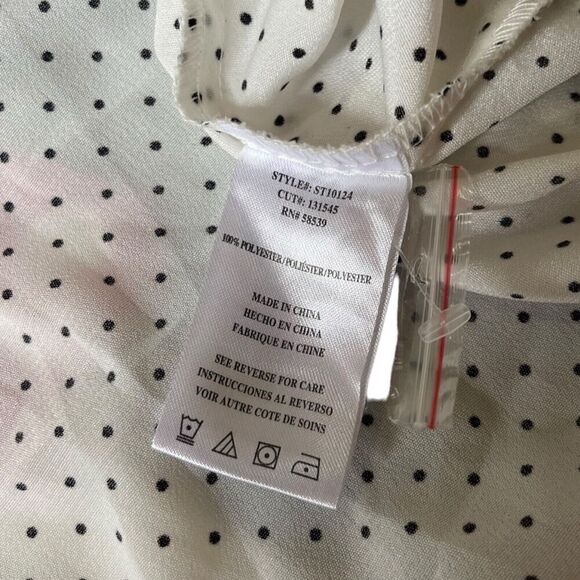 STYLE#: ST10124
CUT#: 131545
RN# 58539
100% POLYESTER/POLIÉSTER/POLYESTER
MADE IN CHINA
HECHO EN CHINA
FABRIQUE EN CHINE
SEE REVERSE FOR CARE
INSTRUCCIONES AL REVERSO
VOIR AUTRE COTE DE SOINS